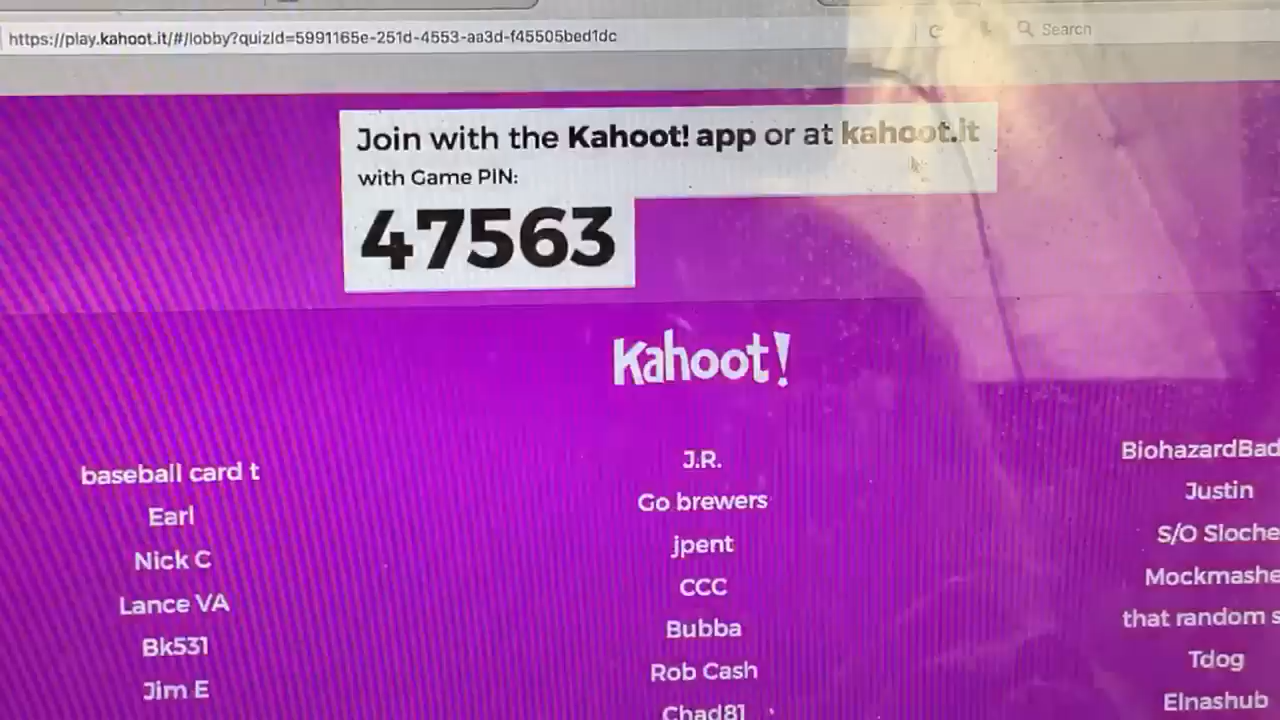 https://play.kahoot.it/#/lobby?quizId=5991165e-251d-4553-aa3d-f45505bed1dc
Search
Join with the Kahoot! app or at kahoot.it
with Game PIN:
47563
Kahoot!
baseball card t
Earl
Nick C
Lance VA
Bk531
Jim E
J.R.
Go brewers
jpent
CCC
Bubba
Rob Cash
Chad81
BiohazardBad
Justin
S/O Sloche
Mockmashe
that random s
Tdog
Elnashub